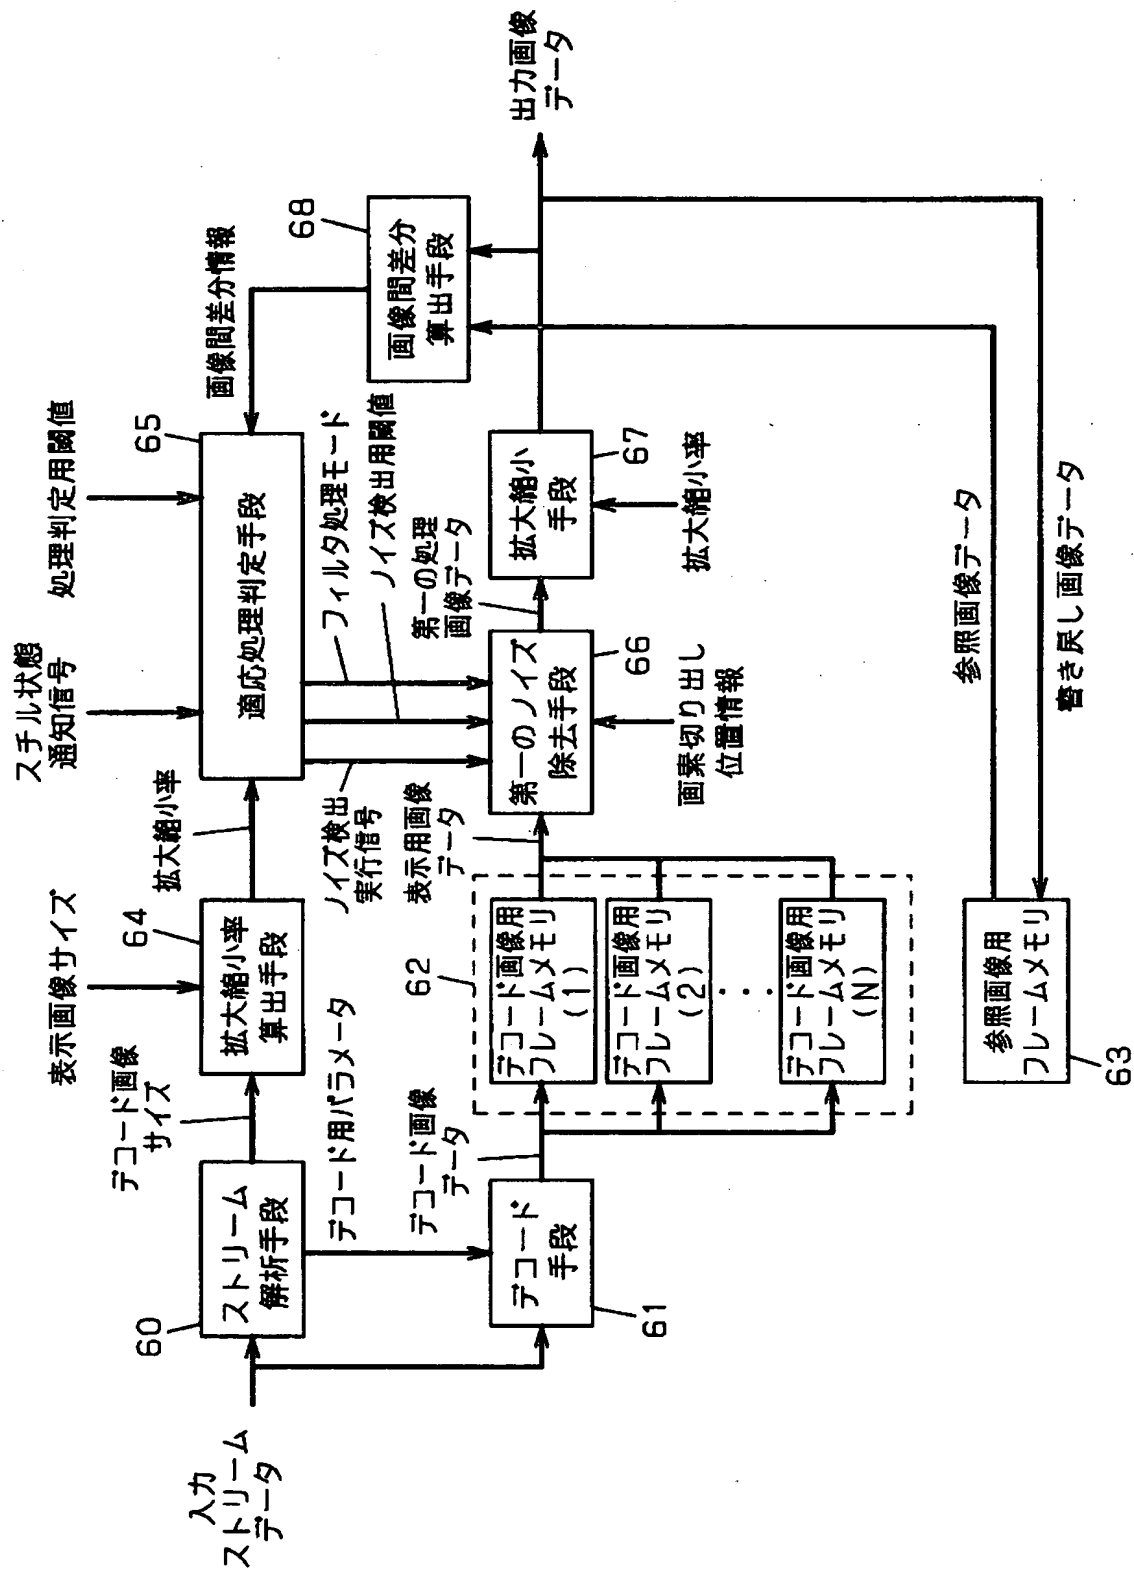 表示画像サイズ
スチル状態
通知信号
処理判定用閾値
デコード画像
サイズ
拡大縮小率
画像間差分情報
60
64
65
68
入力
ストリーム
データ
ストリーム
解析手段
拡大縮小率
算出手段
適応処理判定手段
画像間差分
算出手段
デコード用パラメータ
ノイズ検出
実行信号
フィルタ処理モード
ノイズ検出用閾値
デコード画像
データ
62
表示用画像
データ
第一の処理
画像データ
出力画像
データ
デコード
手段
61
デコード画像用
フレームメモリ
(1)
デコード画像用
フレームメモリ
(2)
・・・
デコード画像用
フレームメモリ
(N)
第一のノイズ
除去手段
66
拡大縮小
手段
67
画素切り出し
位置情報
拡大縮小率
参照画像用
フレームメモリ
63
参照画像データ
書き戻し画像データ